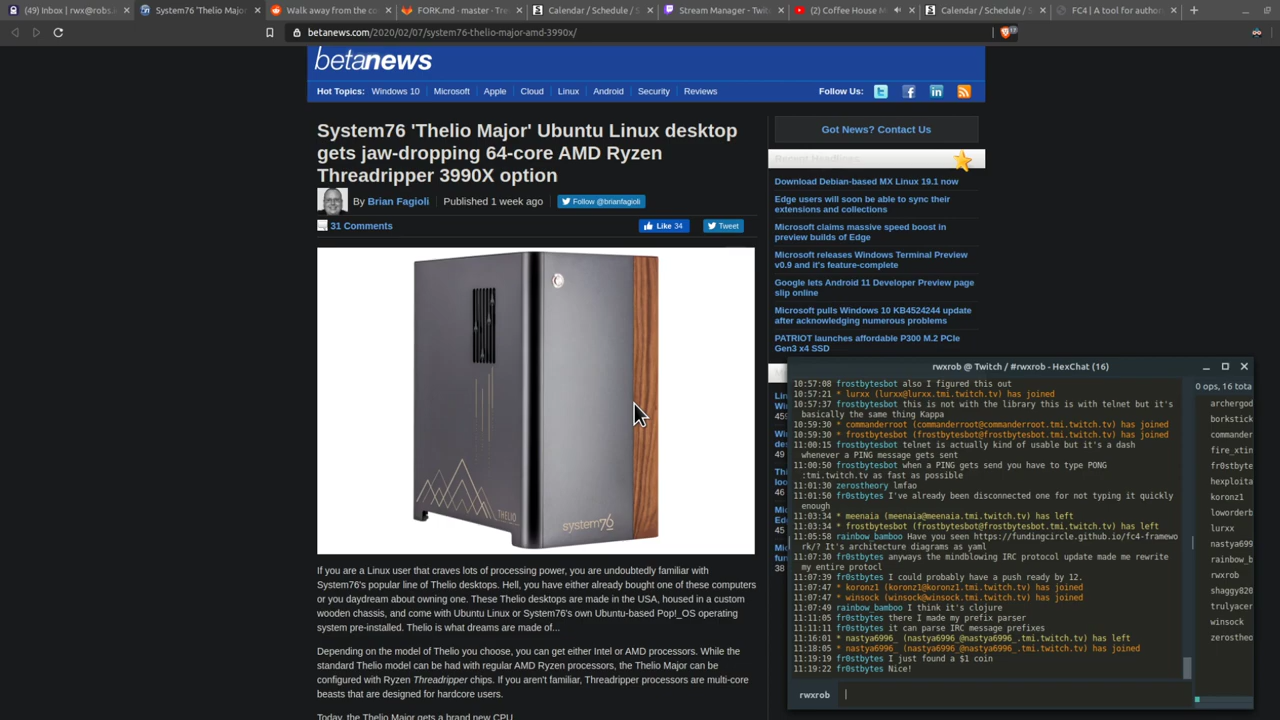 (49) Inbox | rwx@robs.
System76 'Thelio Major
Walk away from the co
FORK.md · master · Tre
Calendar / Schedule / S
Stream Manager - Twitc
(2) Coffee House M
Calendar / Schedule / S
FC4 | A tool for author
betanews.com/2020/02/07/system76-thelio-major-amd-3990x/
betanews
Hot Topics: Windows 10 Microsoft Apple Cloud Linux Android Security Reviews Follow Us:
System76 'Thelio Major' Ubuntu Linux desktop
gets jaw-dropping 64-core AMD Ryzen
Threadripper 3990X option
By Brian Fagioli Published 1 week ago Follow @brianfagioli
31 Comments Like 34 Tweet
THELIO
system76
If you are a Linux user that craves lots of processing power, you are undoubtedly familiar with
System76's popular line of Thelio desktops. Hell, you have either already bought one of these computers
or you daydream about owning one. These Thelio desktops are made in the USA, housed in a custom
wooden chassis, and come with Ubuntu Linux or System76's own Ubuntu-based Pop!_OS operating
system pre-installed. Thelio is what dreams are made of...
Depending on the model of Thelio you choose, you can get either Intel or AMD processors. While the
standard Thelio model can be had with regular AMD Ryzen processors, the Thelio Major can be
configured with Ryzen Threadripper chips. If you aren't familiar, Threadripper processors are multi-core
beasts that are designed for hardcore users.
Today, the Thelio Major gets a brand new CPU
Got News? Contact Us
Recent Headlines
Download Debian-based MX Linux 19.1 now
Edge users will soon be able to sync their
extensions and collections
Microsoft claims massive speed boost in
preview builds of Edge
Microsoft releases Windows Terminal Preview
v0.9 and it's feature-complete
Google lets Android 11 Developer Preview page
slip online
Microsoft pulls Windows 10 KB4524244 update
after acknowledging numerous problems
PATRIOT launches affordable P300 M.2 PCIe
Gen3 x4 SSD
rwxrob @ Twitch / #rwxrob - HexChat (16)
10:57:08 frostbytesbot also I figured this out
10:57:21 * lurxx (lurxx@lurxx.tmi.twitch.tv) has joined
10:57:37 frostbytesbot this is not with the library this is with telnet but it's
basically the same thing Kappa
10:59:30 * commanderroot (commanderroot@commanderroot.tmi.twitch.tv) has joined
10:59:30 * frostbytesbot (frostbytesbot@frostbytesbot.tmi.twitch.tv) has joined
11:00:15 frostbytesbot telnet is actually kind of usable but it's a dash
whenever a PING message gets sent
11:00:50 frostbytesbot when a PING gets send you have to type PONG
:tmi.twitch.tv as fast as possible
11:01:30 zerostheory lmfao
11:01:50 fr0stbytes I've already been disconnected one for not typing it quickly
enough
11:03:34 * meenaia (meenaia@meenaia.tmi.twitch.tv) has left
11:03:34 * frostbytesbot (frostbytesbot@frostbytesbot.tmi.twitch.tv) has left
11:05:58 rainbow_bamboo Have you seen https://fundingcircle.github.io/fc4-framewo
rk/? It's architecture diagrams as yaml
11:07:30 fr0stbytes anyways the mindblowing IRC protocol update made me rewrite
my entire protocl
11:07:39 fr0stbytes I could probably have a push ready by 12.
11:07:47 * koronz1 (koronz1@koronz1.tmi.twitch.tv) has joined
11:07:47 * winsock (winsock@winsock.tmi.twitch.tv) has joined
11:07:49 rainbow_bamboo I think it's clojure
11:11:05 fr0stbytes there I made my prefix parser
11:11:11 fr0stbytes it can parse IRC message prefixes
11:16:01 * nastya6996_ (nastya6996_@nastya6996_.tmi.twitch.tv) has left
11:18:05 * nastya6996_ (nastya6996_@nastya6996_.tmi.twitch.tv) has joined
11:19:19 fr0stbytes I just found a $1 coin
11:19:22 fr0stbytes Nice!
rwxrob
0 ops, 16 tota
archergod
borkstick
commander
fire_xtin
fr0stbyte
hexploita
koronz1
loworderb
lurxx
nastya699
rainbow_b
rwxrob
shaggy820
trulyacer
winsock
zerostheo